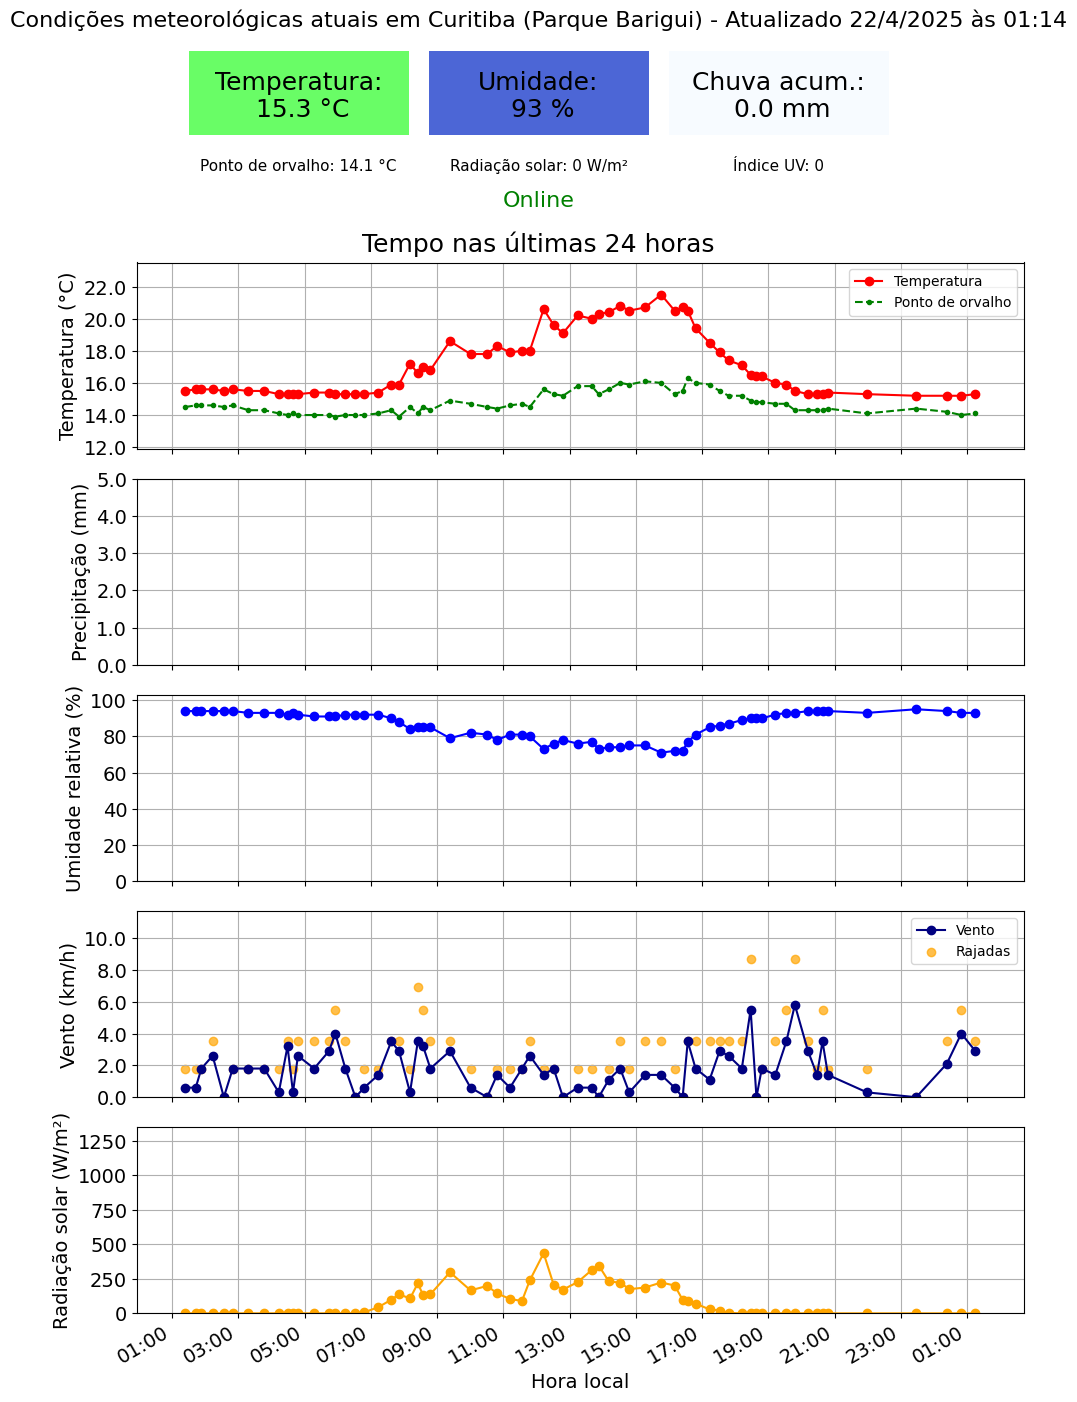 Condições meteorológicas atuais em Curitiba (Parque Barigui) - Atualizado 22/4/2025 às 01:14
Temperatura:
15.3 °C
Umidade:
93 %
Chuva acum.:
0.0 mm
Ponto de orvalho: 14.1 °C
Radiação solar: 0 W/m²
Índice UV: 0
Online
Tempo nas últimas 24 horas
Temperatura (°C)
22.0
20.0
18.0
16.0
14.0
12.0
Temperatura
Ponto de orvalho
Precipitação (mm)
5.0
4.0
3.0
2.0
1.0
0.0
Umidade relativa (%)
100
80
60
40
20
0
Vento (km/h)
10.0
8.0
6.0
4.0
2.0
0.0
Vento
Rajadas
Radiação solar (W/m²)
1250
1000
750
500
250
0
01:00
03:00
05:00
07:00
09:00
11:00
13:00
15:00
17:00
19:00
21:00
23:00
01:00
Hora local